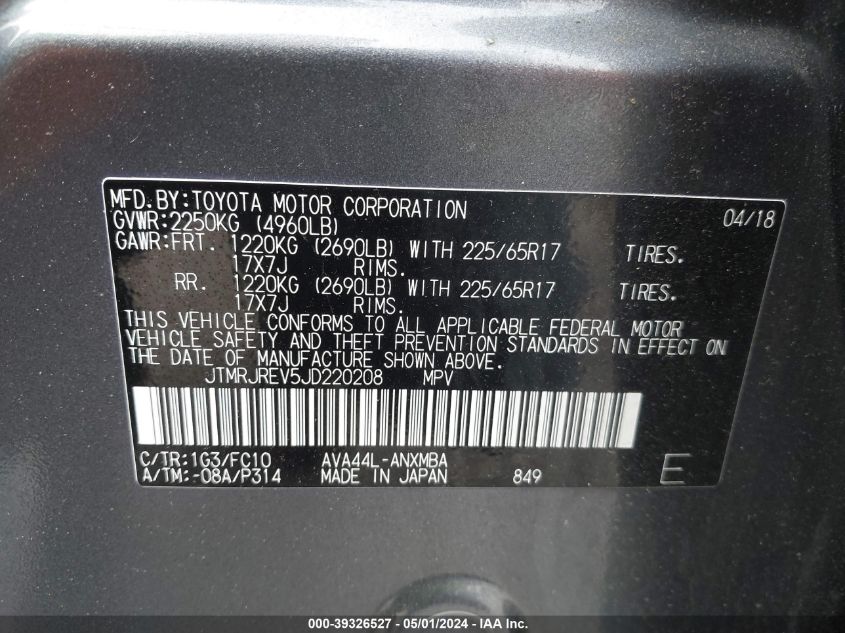 MFD.BY:TOYOTA MOTOR CORPORATION 04/18
GVWR:2250KG (4960LB)
GAWR:FRT. 1220KG (2690LB) WITH 225/65R17 TIRES.
17X7J RIMS.
RR. 1220KG (2690LB) WITH 225/65R17 TIRES.
17X7J RIMS.
THIS VEHICLE CONFORMS TO ALL APPLICABLE FEDERAL MOTOR
VEHICLE SAFETY AND THEFT PREVENTION STANDARDS IN EFFECT ON
THE DATE OF MANUFACTURE SHOWN ABOVE.
JTMRJREV5JD220208 MPV
C/TR:1G3/FC10 AVA44L-ANXMBA
A/TM:-08A/P314 MADE IN JAPAN 849 E
000-39326527 - 05/01/2024 - IAAI Inc.